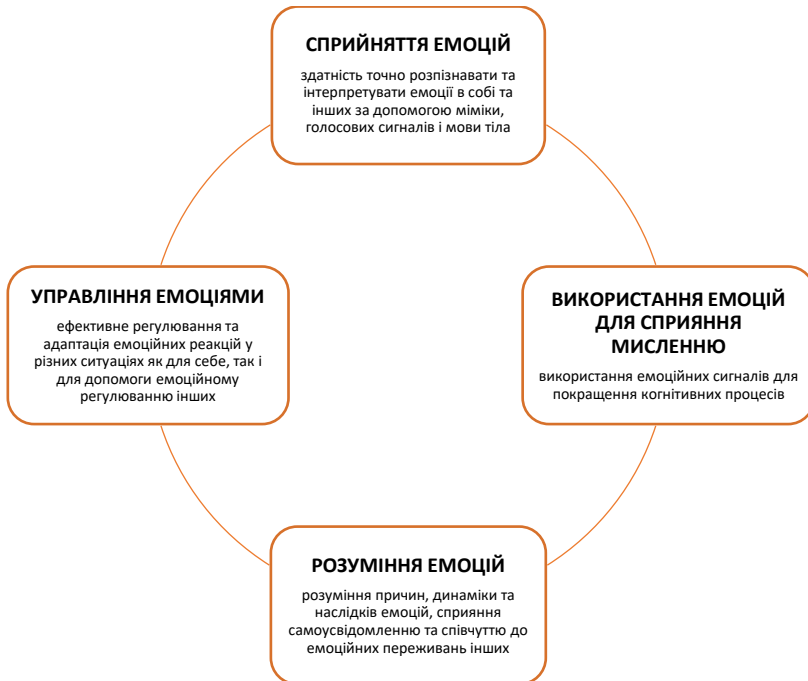 СПРИЙНЯТТЯ ЕМОЦІЙ
здатність точно розпізнавати та
інтерпретувати емоції в собі та
інших за допомогою міміки,
голосових сигналів і мови тіла
УПРАВЛІННЯ ЕМОЦІЯМИ
ефективне регулювання та
адаптація емоційних реакцій у
різних ситуаціях як для себе, так і
для допомоги емоційному
регулюванню інших
ВИКОРИСТАННЯ ЕМОЦІЙ
ДЛЯ СПРИЯННЯ
МИСЛЕННЮ
використання емоційних сигналів для
покращення когнітивних процесів
РОЗУМІННЯ ЕМОЦІЙ
розуміння причин, динаміки та
наслідків емоцій, сприяння
самоусвідомленню та співчуттю до
емоційних переживань інших